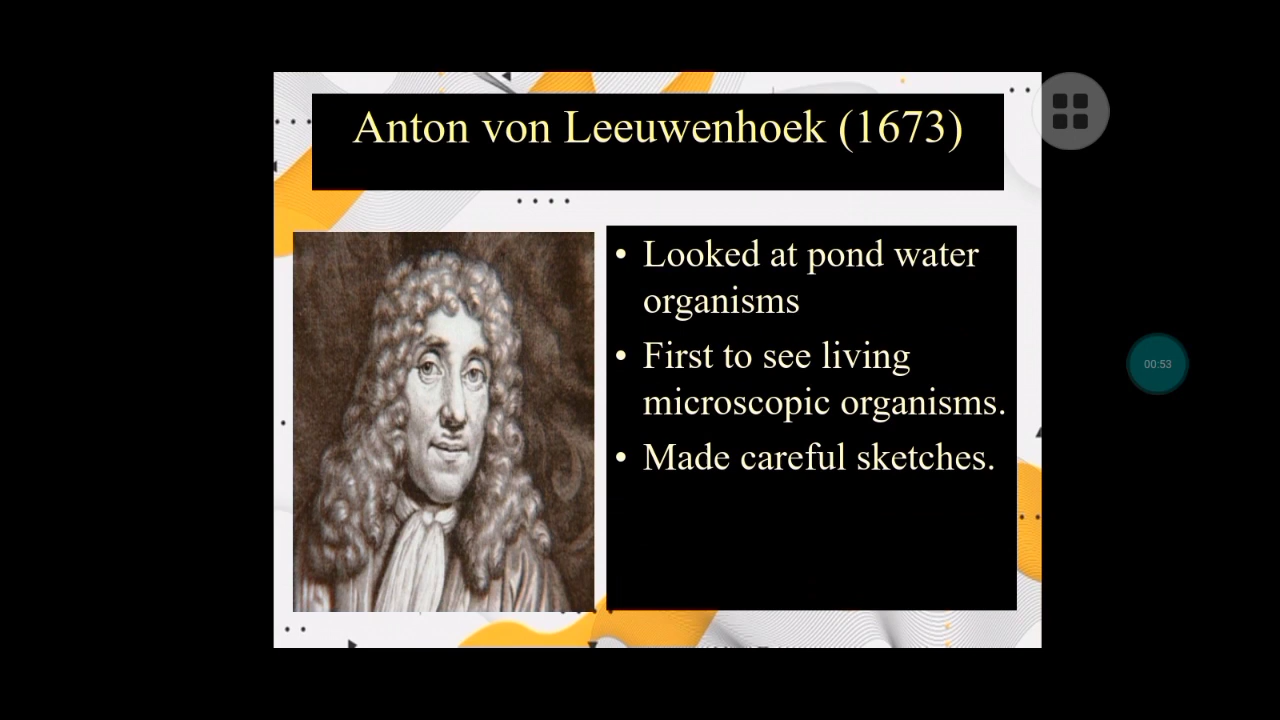 Anton von Leeuwenhoek (1673)
• Looked at pond water
organisms
• First to see living
microscopic organisms.
• Made careful sketches.
00:53